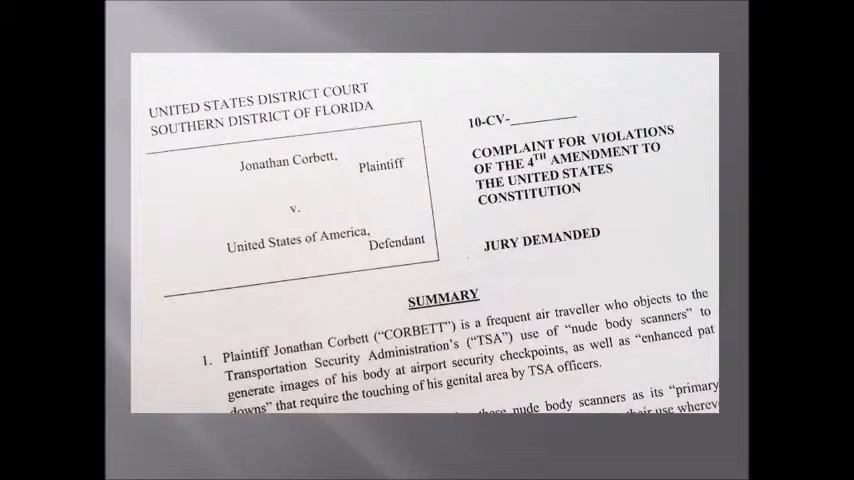 UNITED STATES DISTRICT COURT
SOUTHERN DISTRICT OF FLORIDA
Jonathan Corbett,
Plaintiff
v.
United States of America,
Defendant
10-CV-________
COMPLAINT FOR VIOLATIONS
OF THE 4TH AMENDMENT TO
THE UNITED STATES
CONSTITUTION
JURY DEMANDED
SUMMARY
1. Plaintiff Jonathan Corbett (“CORBETT”) is a frequent air traveller who objects to the
Transportation Security Administration’s (“TSA”) use of “nude body scanners” to
generate images of his body at airport security checkpoints, as well as “enhanced pat
downs” that require the touching of his genital area by TSA officers.
these nude body scanners as its “primary
their use wherev